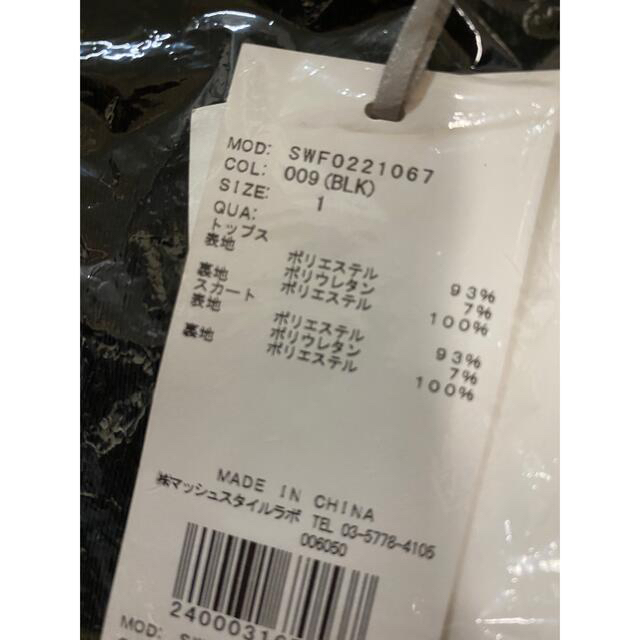 MOD: SWF0221067
COL: 009(BLK)
SIZE: 1
QUA:
トップス
表地 ポリエステル 93%
ポリウレタン 7%
裏地 ポリエステル 100%
スカート
表地 ポリエステル 93%
ポリウレタン 7%
裏地 ポリエステル 100%
MADE IN CHINA
㈱マッシュスタイルラボ TEL 03-5778-4105
006050
MOD: